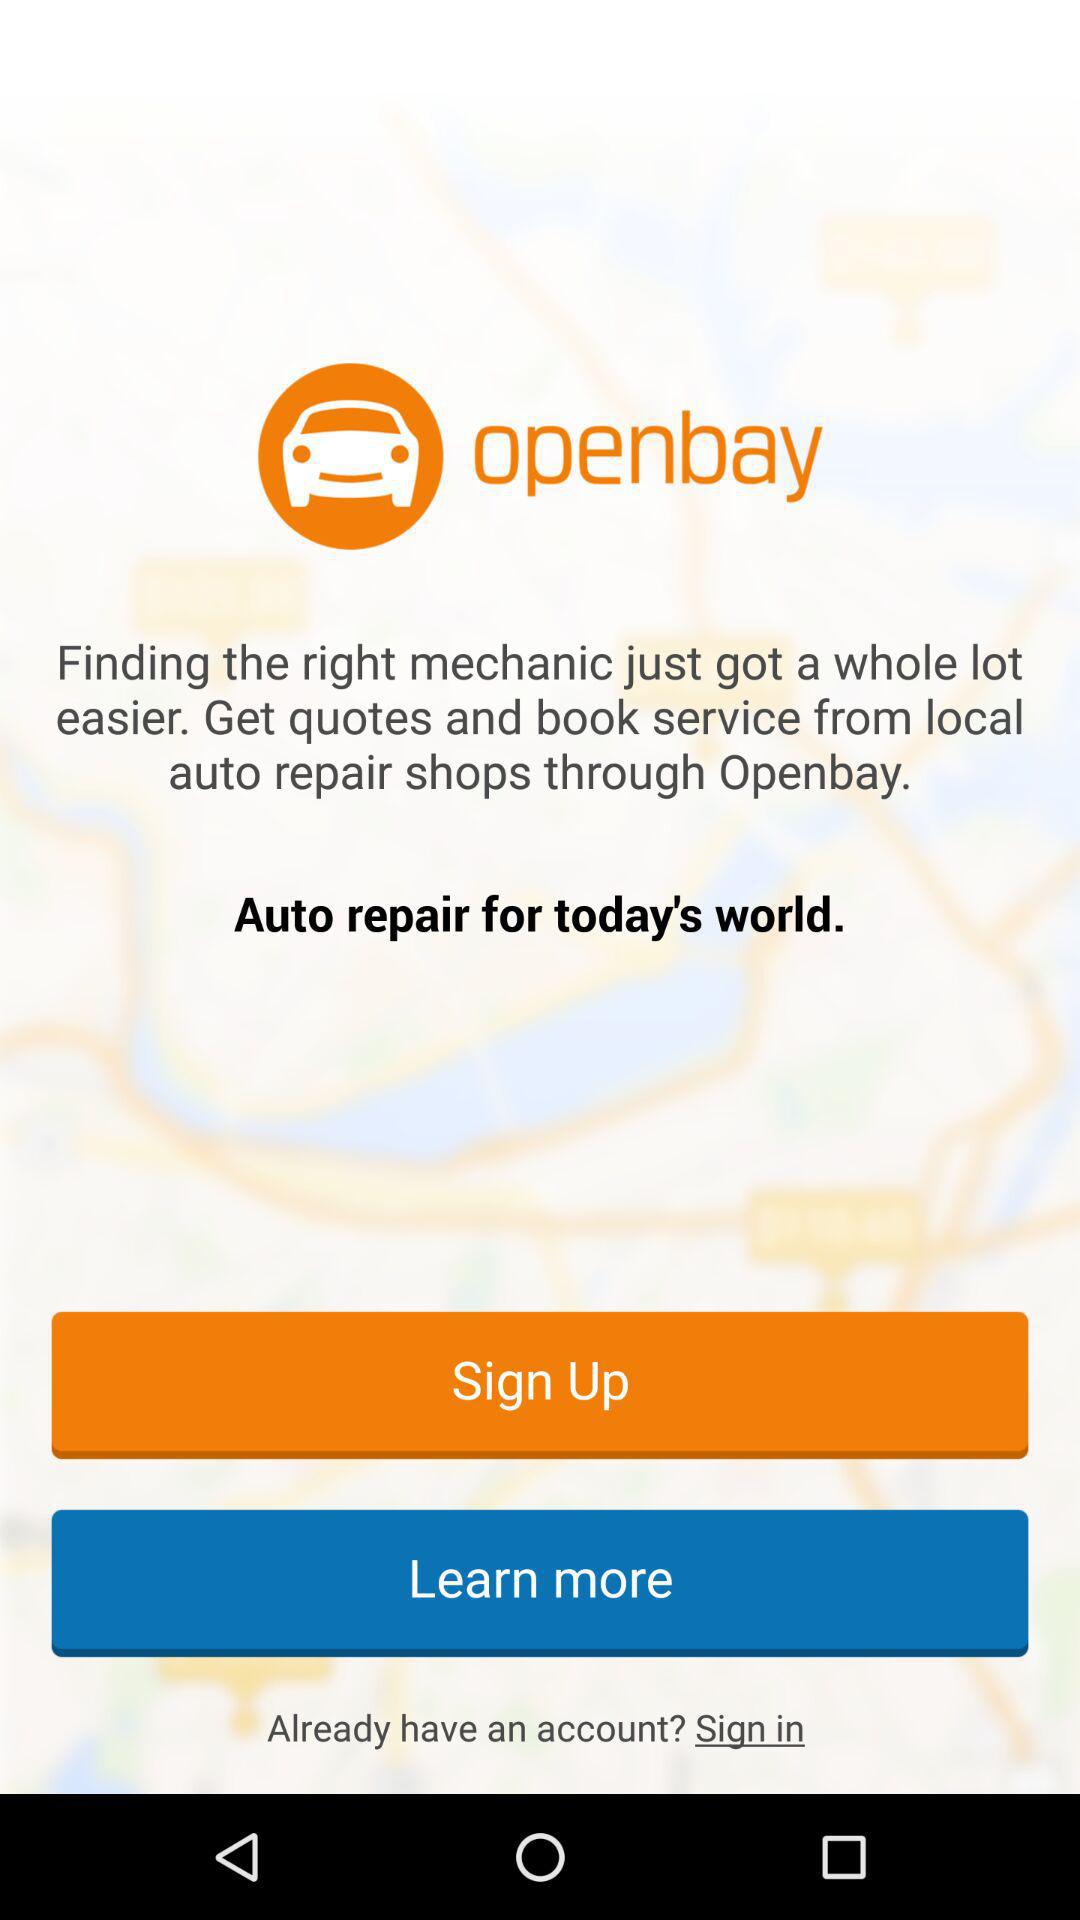 openbay
Finding the right mechanic just got a whole lot
easier. Get quotes and book service from local
auto repair shops through Openbay.
Auto repair for today's world.
Sign Up
Learn more
Already have an account? Sign in